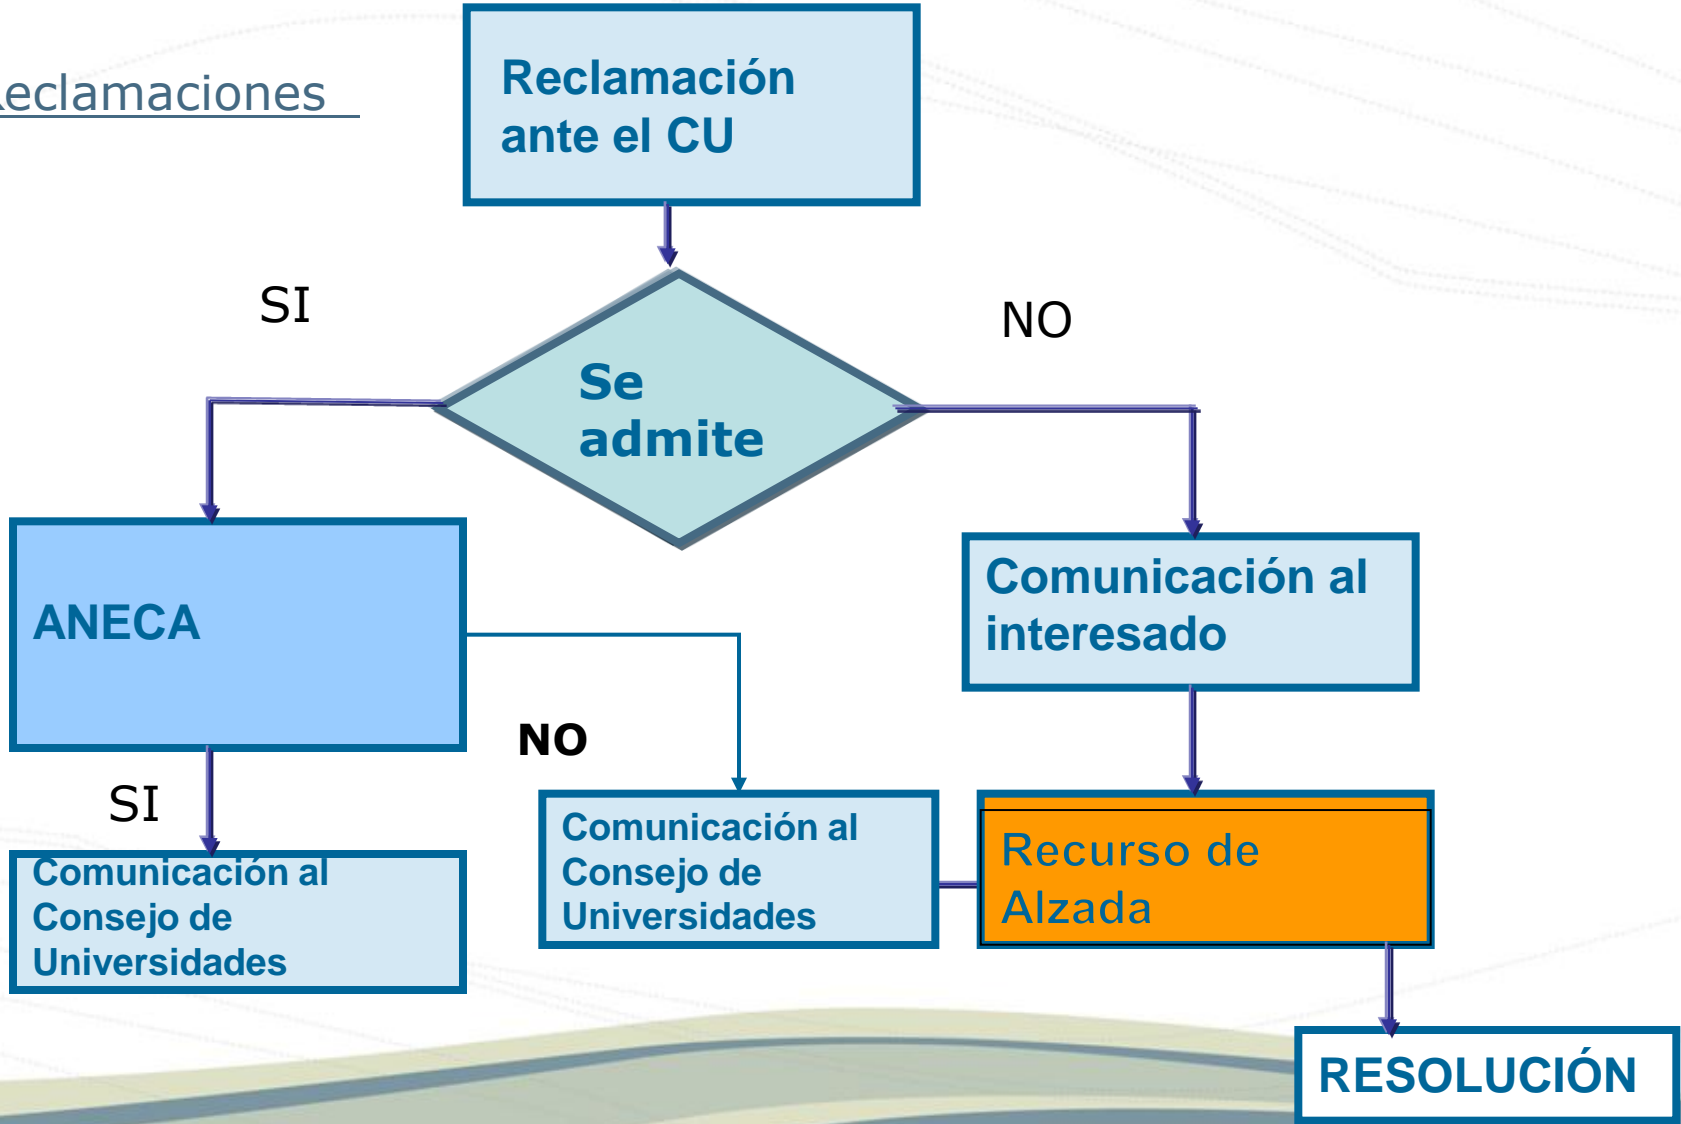 eclamaciones
Reclamación
ante el CU
SI
NO
Se
admite
ANECA
Comunicación al
interesado
NO
SI
Comunicación al
Consejo de
Universidades
Comunicación al
Consejo de
Universidades
Recurso de
Alzada
RESOLUCIÓN